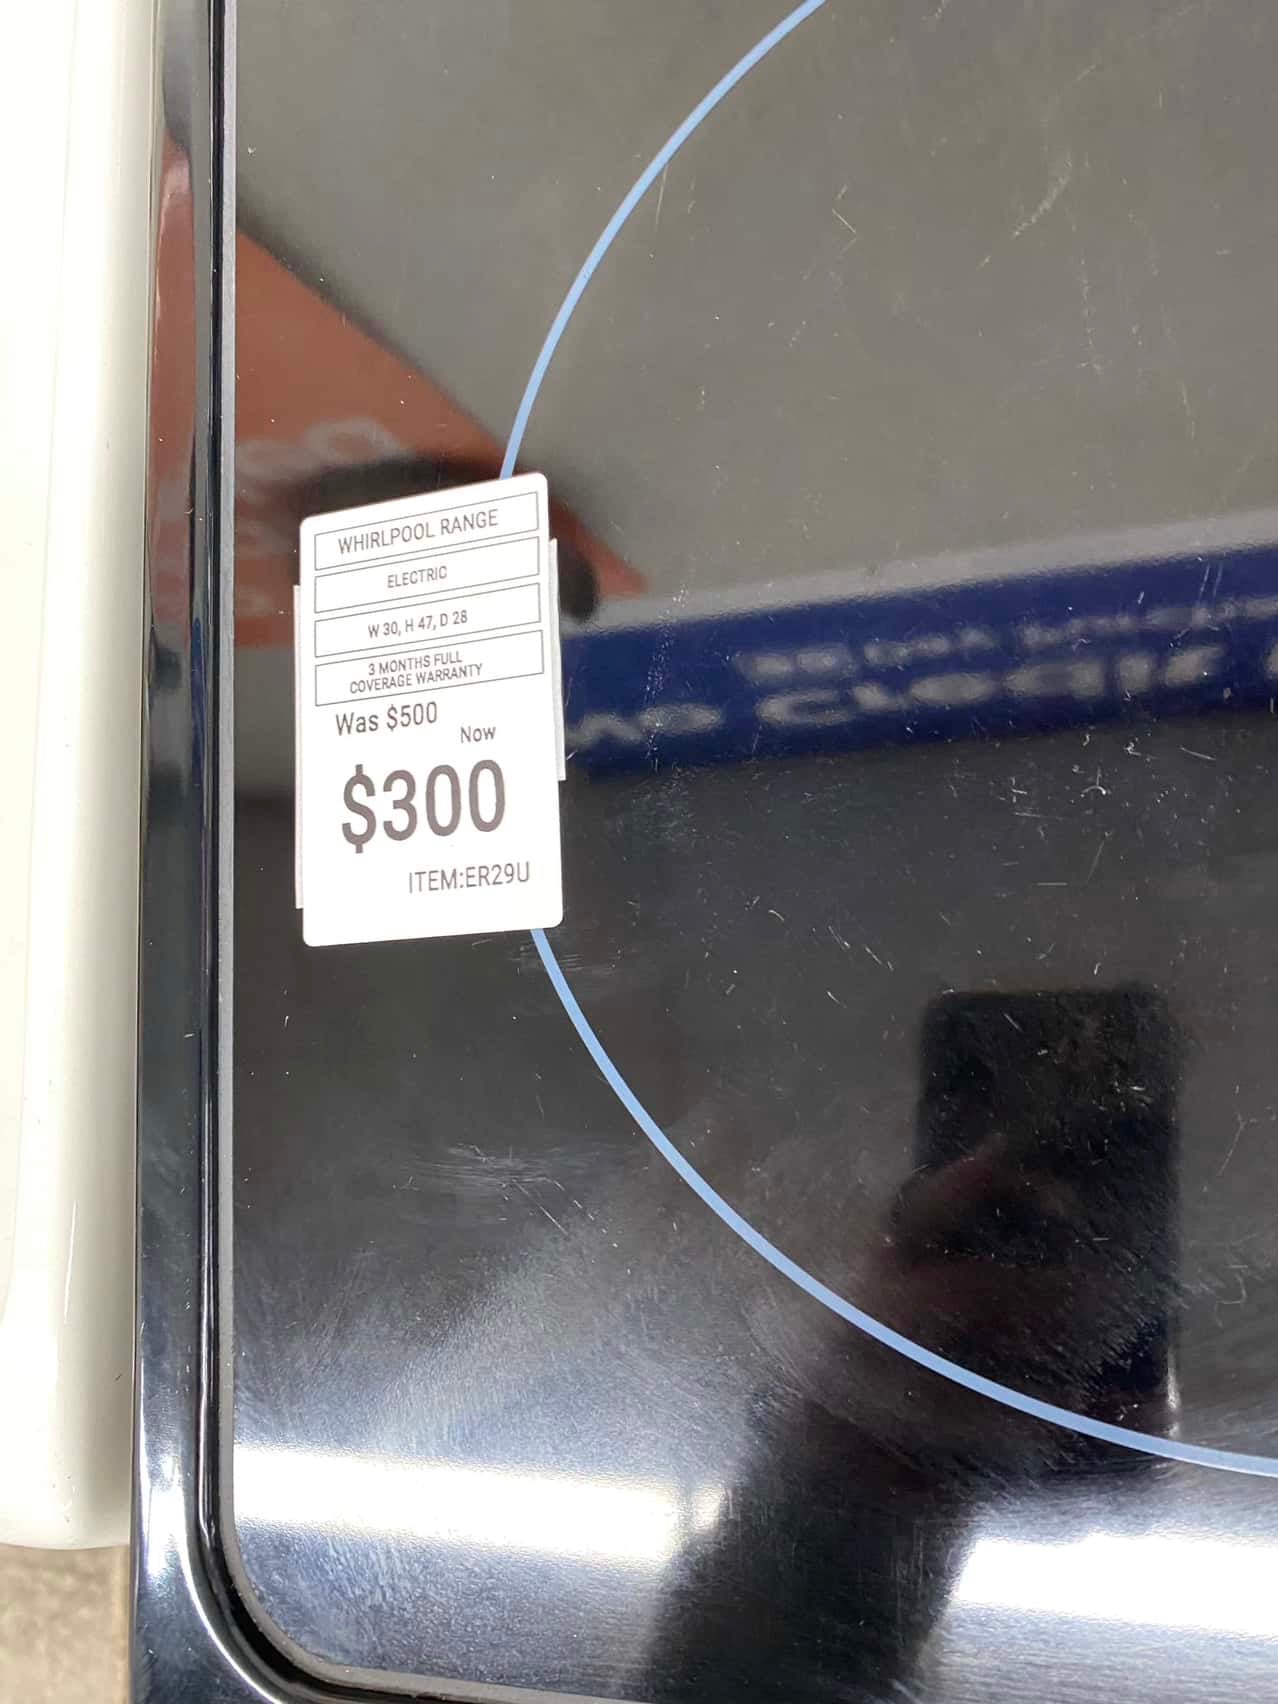 WHIRLPOOL RANGE
ELECTRIC
W 30, H 47, D 28
3 MONTHS FULL
COVERAGE WARRANTY
Was $500
Now
$300
ITEM:ER29U